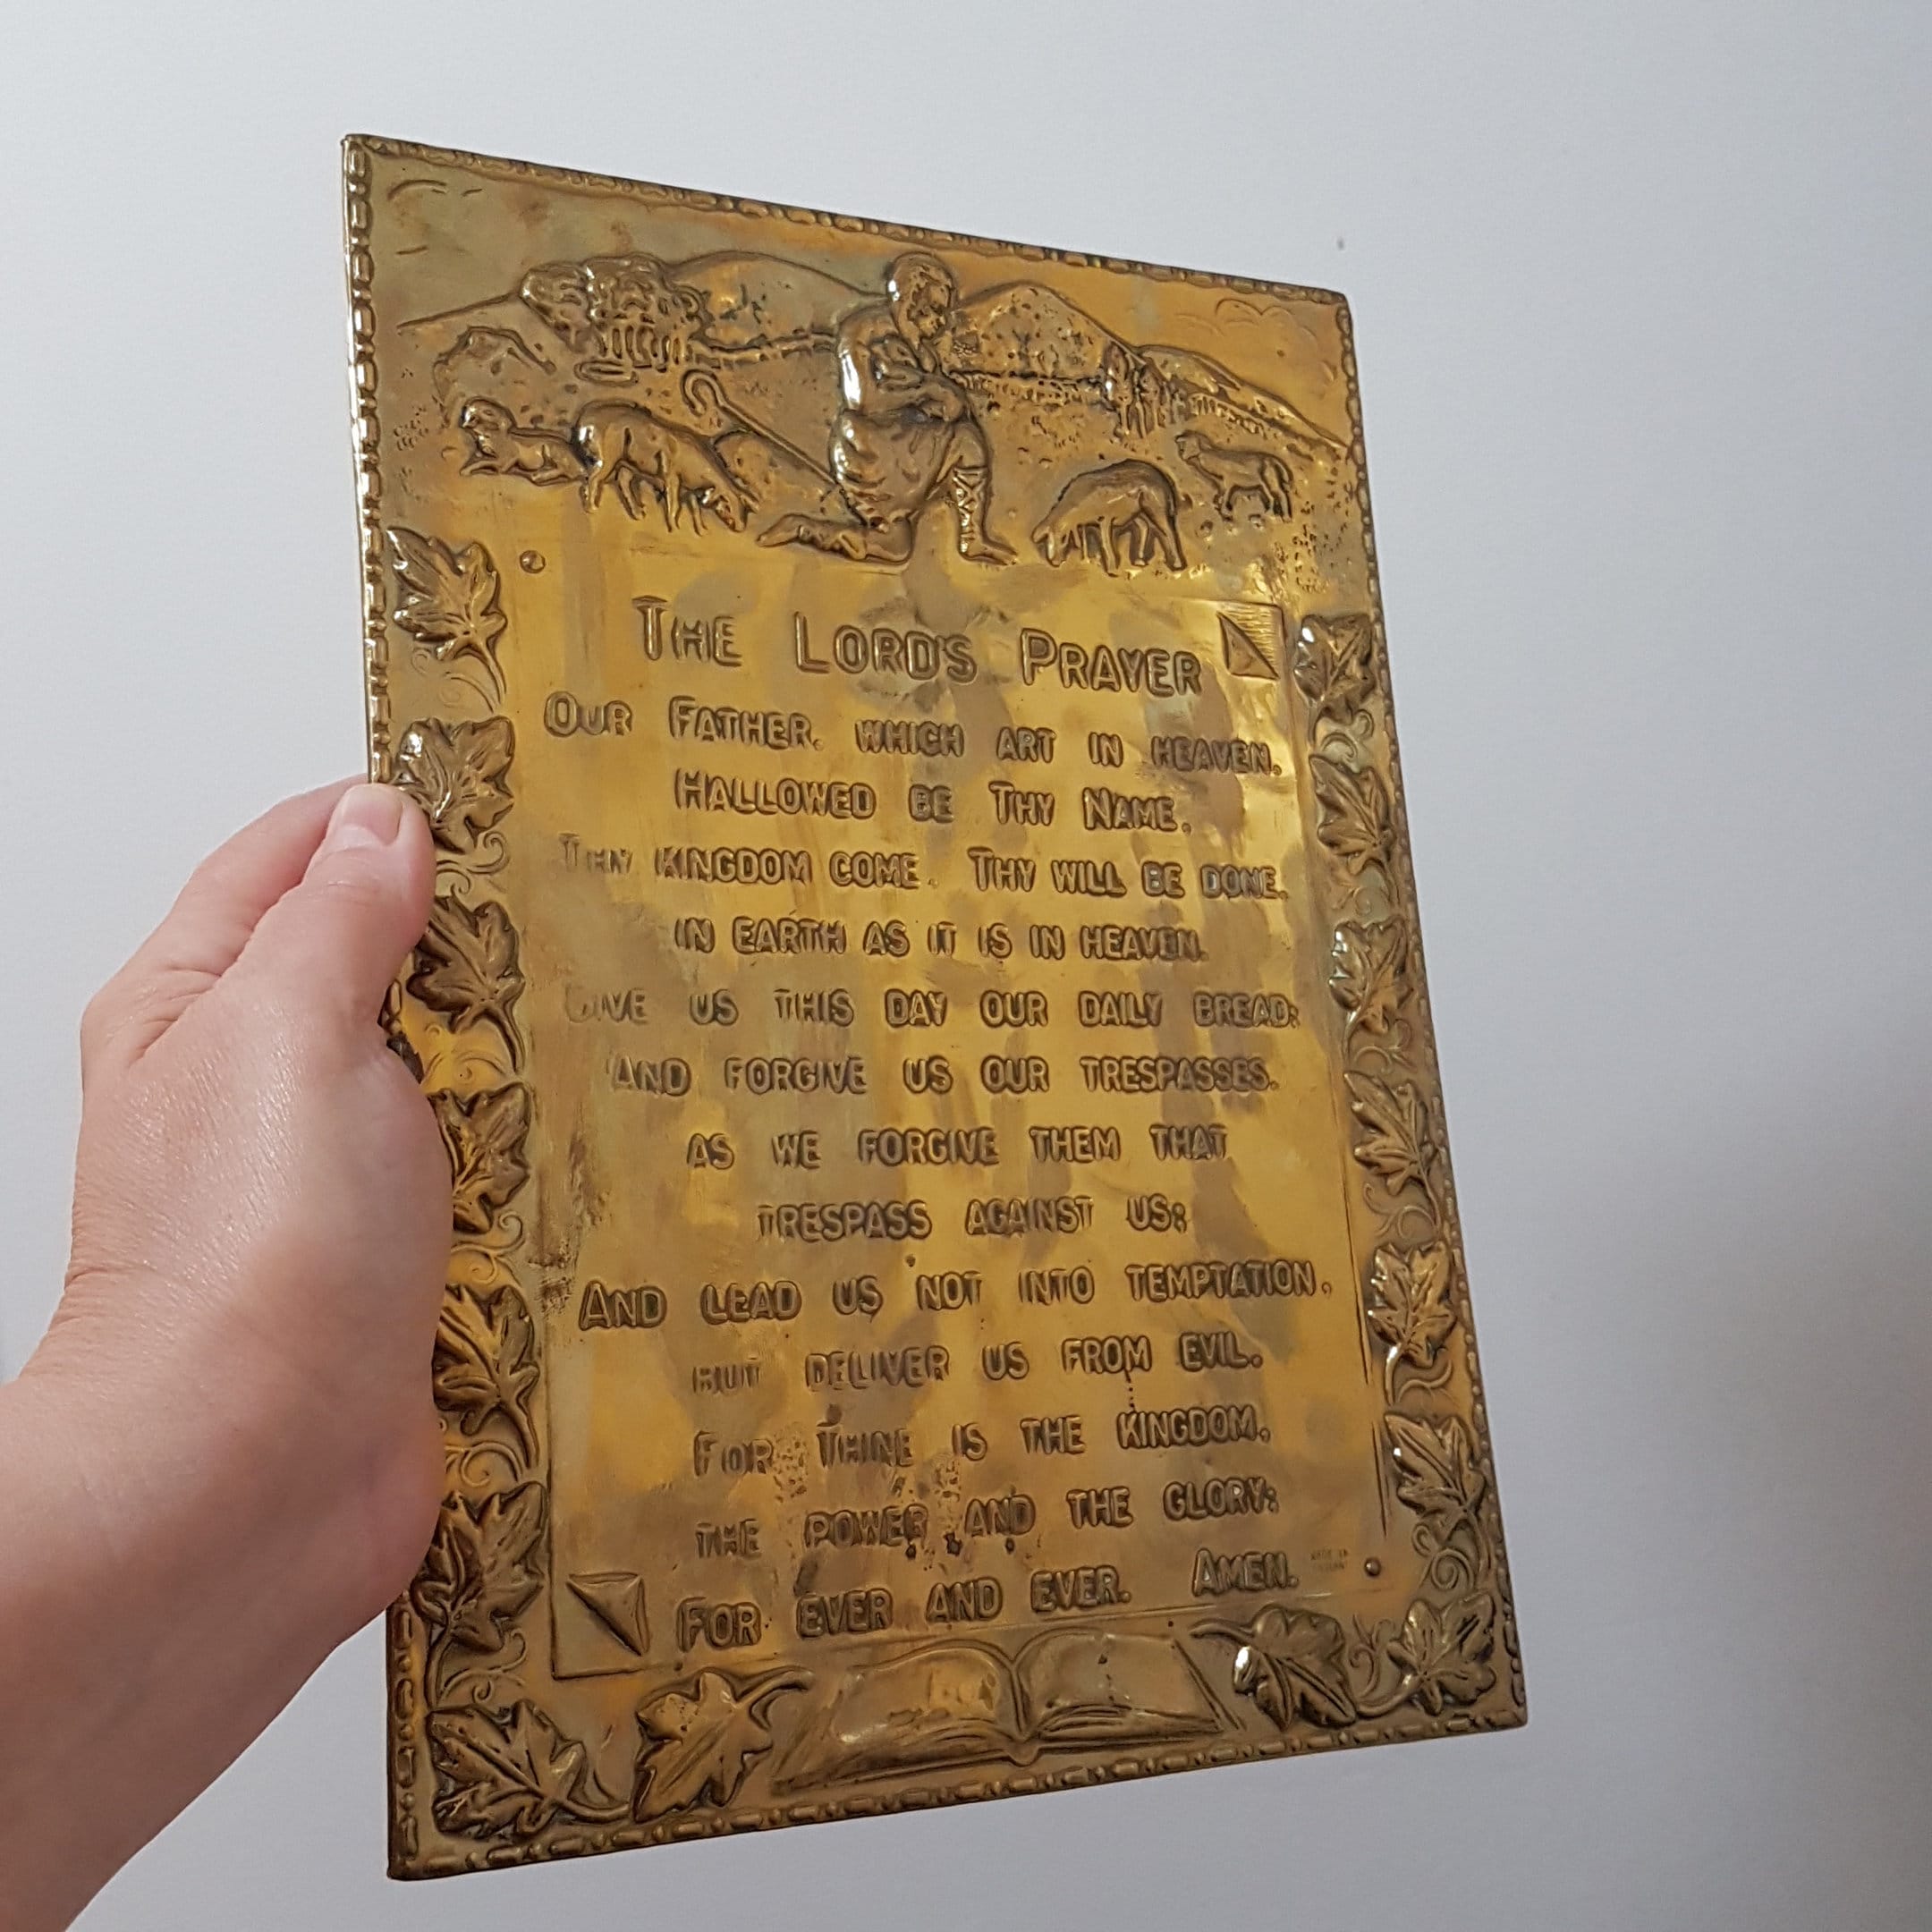 THE LORD'S PRAYER
OUR FATHER. WHICH ART IN HEAVEN.
HALLOWED BE THY NAME.
THY KINGDOM COME. THY WILL BE DONE.
IN EARTH AS IT IS IN HEAVEN.
GIVE US THIS DAY OUR DAILY BREAD:
AND FORGIVE US OUR TRESPASSES.
AS WE FORGIVE THEM THAT
TRESPASS AGAINST US:
AND LEAD US NOT INTO TEMPTATION.
BUT DELIVER US FROM EVIL.
FOR THINE IS THE KINGDOM.
THE POWER AND THE GLORY:
FOR EVER AND EVER. AMEN.
MADE IN